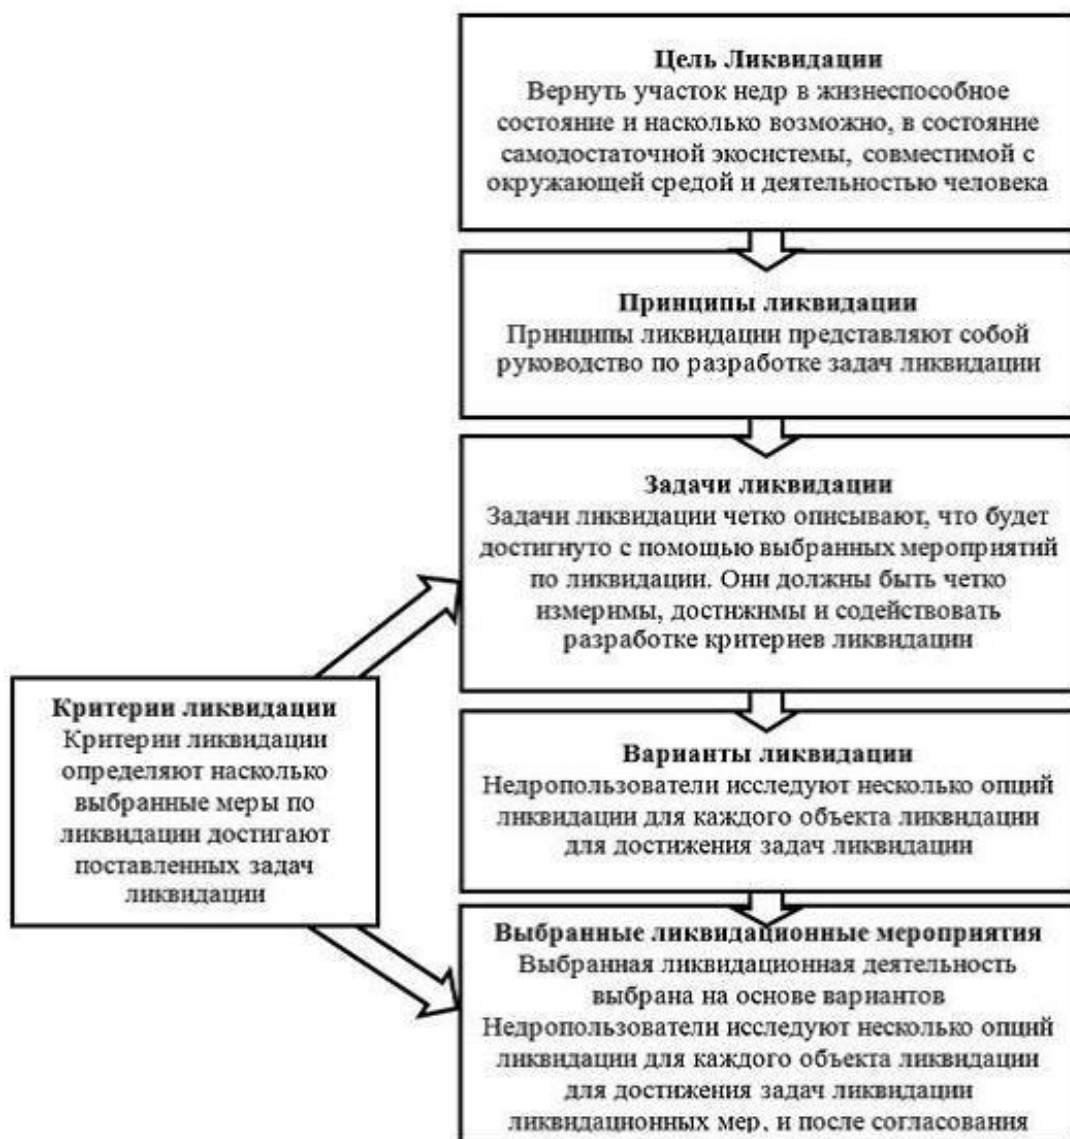 Цель Ликвидации
Вернуть участок недр в жизнеспособное
состояние и насколько возможно, в состояние
самодостаточной экосистемы, совместимой с
окружающей средой и деятельностью человека
Принципы ликвидации
Принципы ликвидации представляют собой
руководство по разработке задач ликвидации
Задачи ликвидации
Задачи ликвидации четко описывают, что будет
достигнуто с помощью выбранных мероприятий
по ликвидации. Они должны быть четко
измеримы, достижимы и содействовать
разработке критериев ликвидации
Критерии ликвидации
Критерии ликвидации
определяют насколько
выбранные меры по
ликвидации достигают
поставленных задач
ликвидации
Варианты ликвидации
Недропользователи исследуют несколько опций
ликвидации для каждого объекта ликвидации
для достижения задач ликвидации
Выбранные ликвидационные мероприятия
Выбранная ликвидационная деятельность
выбрана на основе вариантов
Недропользователи исследуют несколько опций
ликвидации для каждого объекта ликвидации
для достижения задач ликвидации
ликвидационных мер, и после согласования